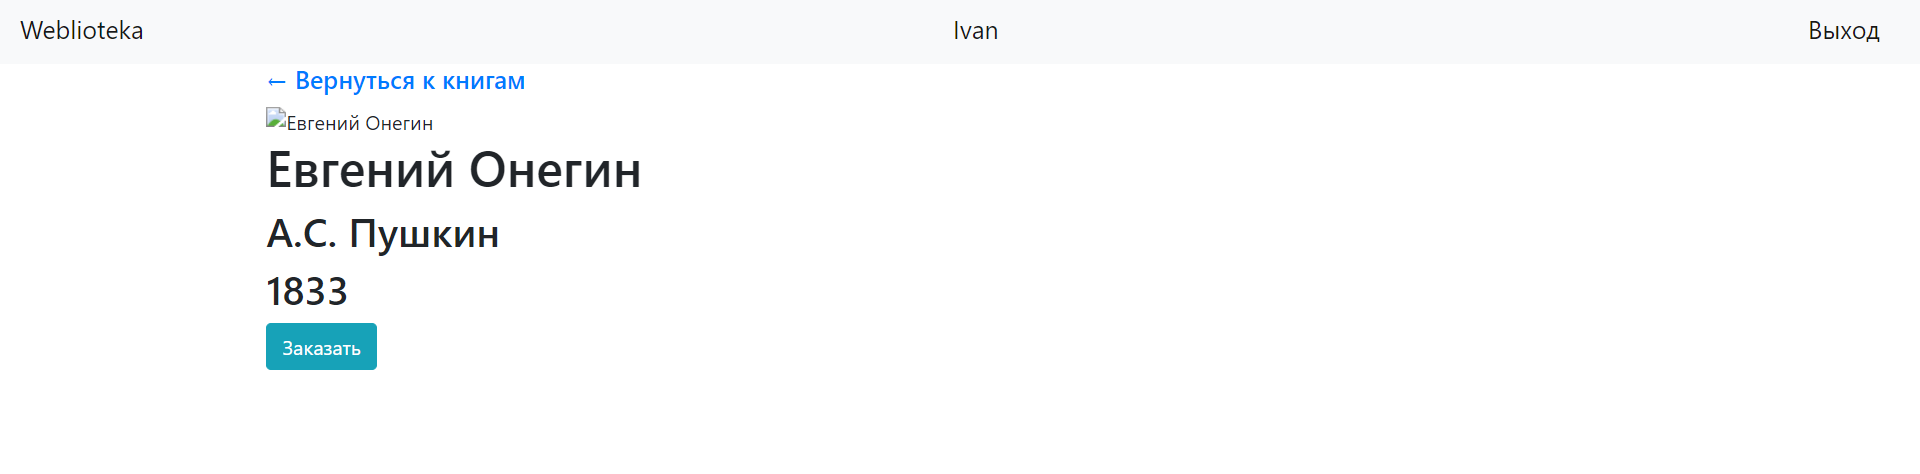 Weblioteka Ivan Выход
← Вернуться к книгам
Евгений Онегин
Евгений Онегин
А.С. Пушкин
1833
Заказать